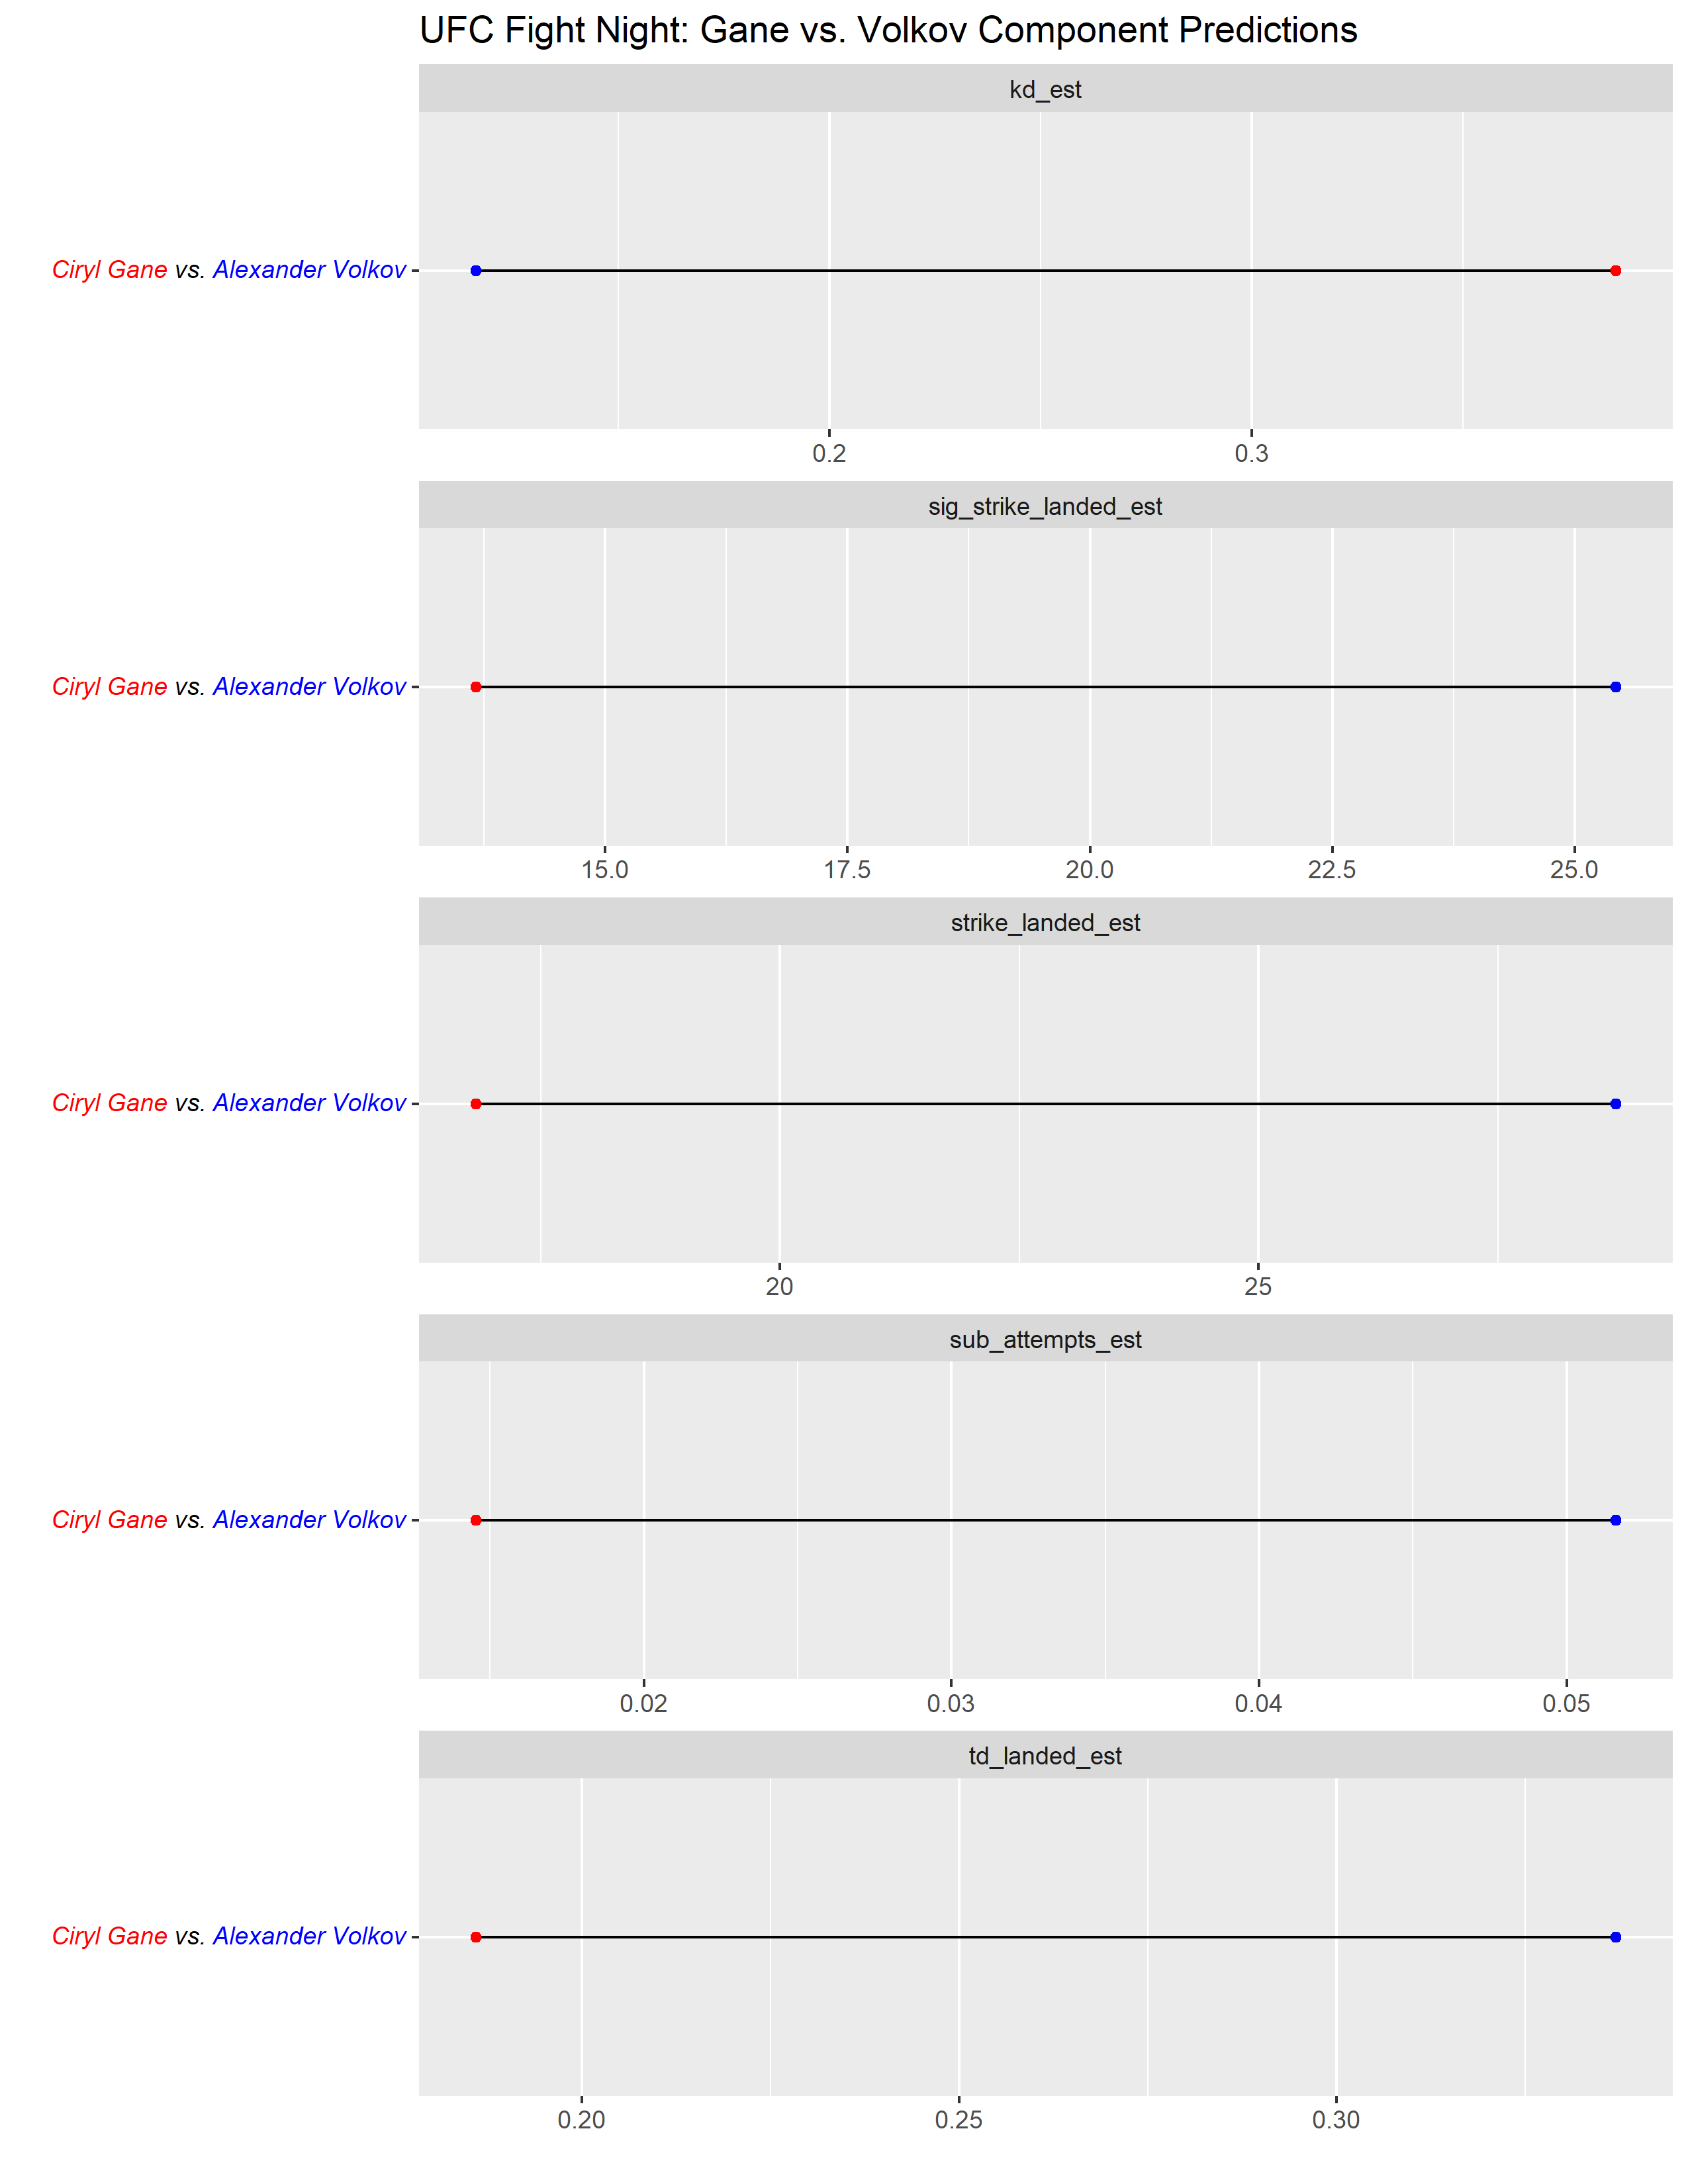 UFC Fight Night: Gane vs. Volkov Component Predictions
kd_est
Ciryl Gane vs. Alexander Volkov
0.2 0.3
sig_strike_landed_est
Ciryl Gane vs. Alexander Volkov
15.0 17.5 20.0 22.5 25.0
strike_landed_est
Ciryl Gane vs. Alexander Volkov
20 25
sub_attempts_est
Ciryl Gane vs. Alexander Volkov
0.02 0.03 0.04 0.05
td_landed_est
Ciryl Gane vs. Alexander Volkov
0.20 0.25 0.30